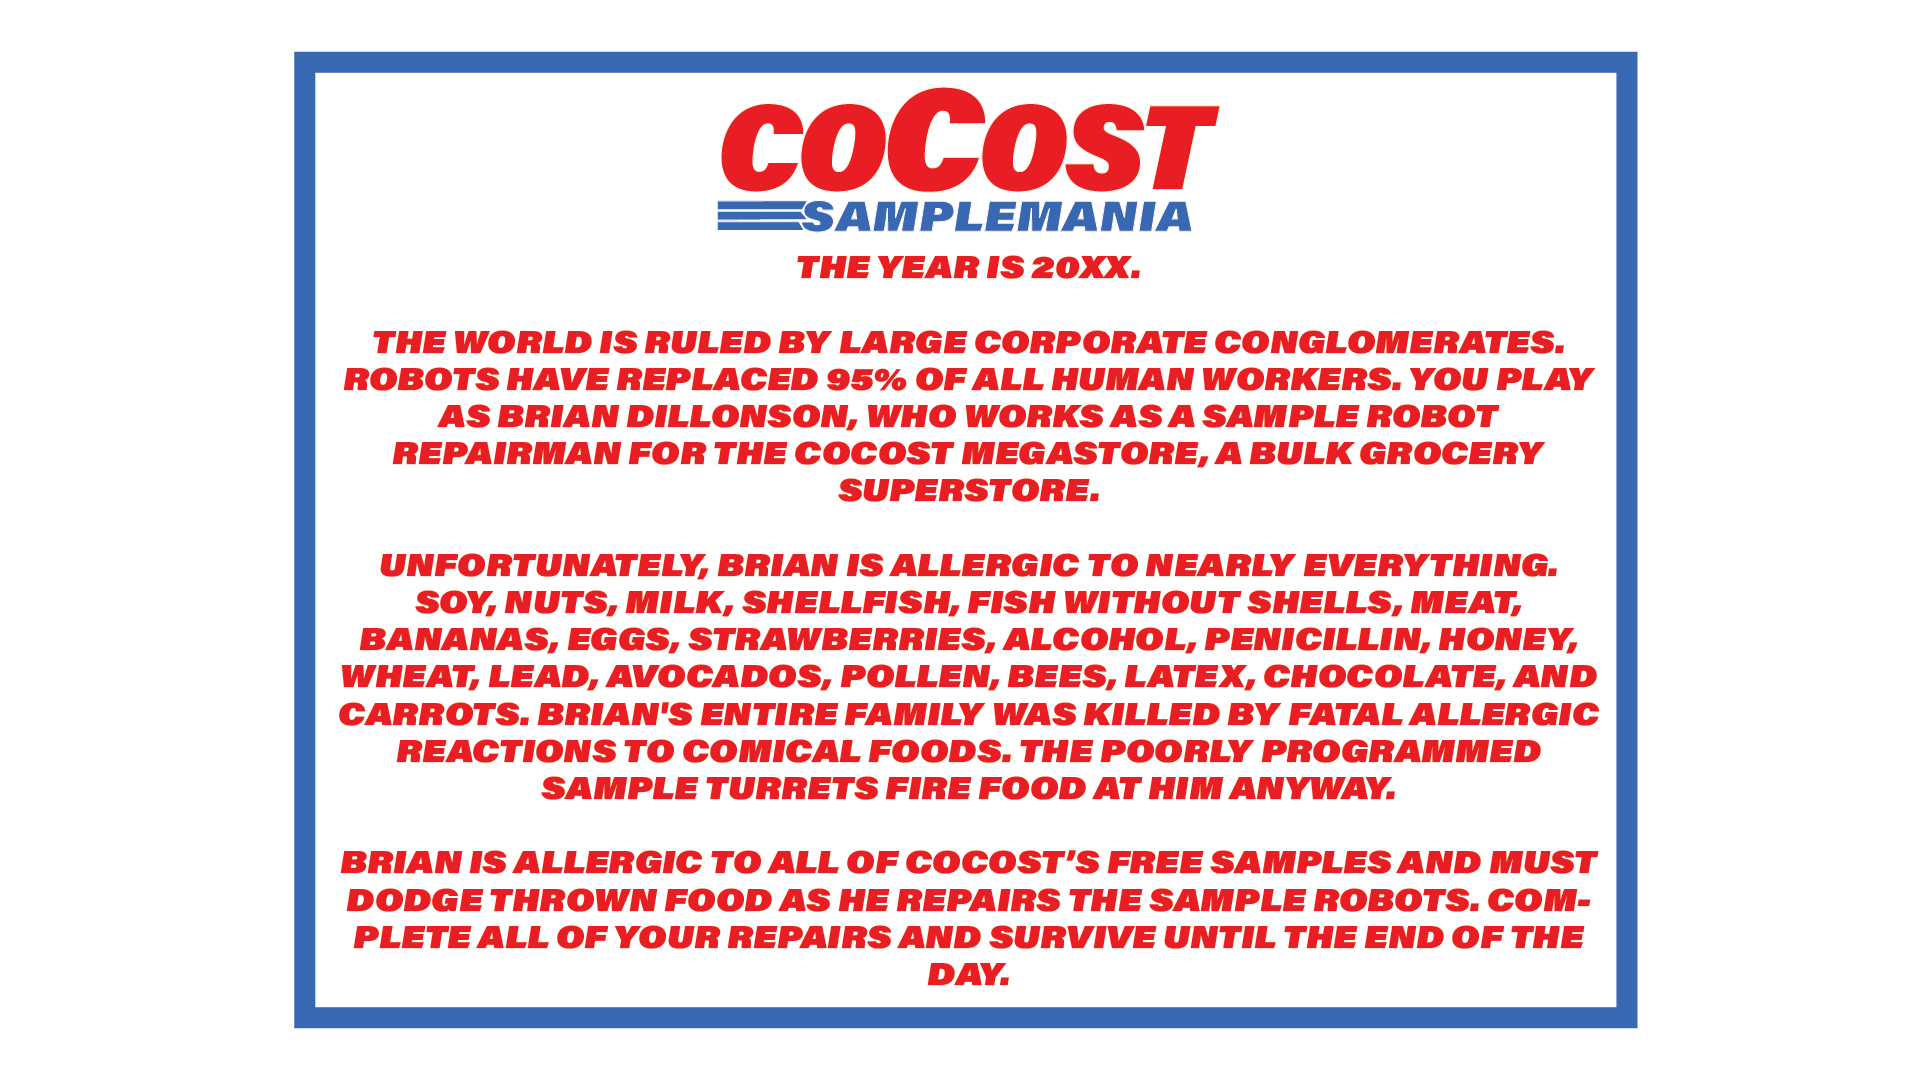 COCOST
SAMPLEMANIA
THE YEAR IS 20XX.
THE WORLD IS RULED BY LARGE CORPORATE CONGLOMERATES.
ROBOTS HAVE REPLACED 95% OF ALL HUMAN WORKERS. YOU PLAY
AS BRIAN DILLONSON, WHO WORKS AS A SAMPLE ROBOT
REPAIRMAN FOR THE COCOST MEGASTORE, A BULK GROCERY
SUPERSTORE.
UNFORTUNATELY, BRIAN IS ALLERGIC TO NEARLY EVERYTHING.
SOY, NUTS, MILK, SHELLFISH, FISH WITHOUT SHELLS, MEAT,
BANANAS, EGGS, STRAWBERRIES, ALCOHOL, PENICILLIN, HONEY,
WHEAT, LEAD, AVOCADOS, POLLEN, BEES, LATEX, CHOCOLATE, AND
CARROTS. BRIAN'S ENTIRE FAMILY WAS KILLED BY FATAL ALLERGIC
REACTIONS TO COMICAL FOODS. THE POORLY PROGRAMMED
SAMPLE TURRETS FIRE FOOD AT HIM ANYWAY.
BRIAN IS ALLERGIC TO ALL OF COCOST’S FREE SAMPLES AND MUST
DODGE THROWN FOOD AS HE REPAIRS THE SAMPLE ROBOTS. COM-
PLETE ALL OF YOUR REPAIRS AND SURVIVE UNTIL THE END OF THE
DAY.